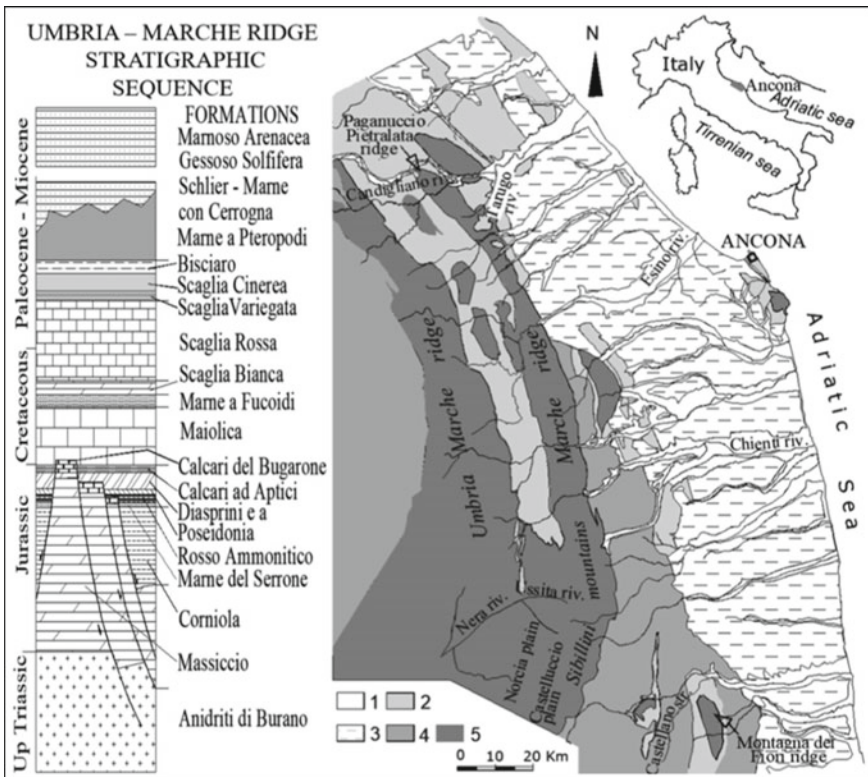 UMBRIA – MARCHE RIDGE
STRATIGRAPHIC
SEQUENCE
FORMATIONS
Marnoso Arenacea
Gessoso Solfifera
Schlier - Marne
con Cerrogna
Marne a Pteropodi
Bisciaro
Scaglia Cinerea
Scaglia Variegata
Scaglia Rossa
Scaglia Bianca
Marne a Fucoidi
Maiolica
Calcari del Bugarone
Calcari ad Aptici
Diasprini e a
Poseidonia
Rosso Ammonitico
Marne del Serrone
Corniola
Massiccio
Anidriti di Burano
Paleocene - Miocene
Cretaceous
Jurassic
Up Triassic
N
Italy
Ancona
Adriatic sea
Tirrenian sea
Paganuccio
Pietralata
ridge
Candigliano riv.
Tarugo
riv.
Esino riv.
ANCONA
Adriatic Sea
Umbria Marche ridge
Marche ridge
Chienti riv.
Nera riv.
ssita riv.
Norcia plain
Castelluccio
plain
Sibillini mountains
Castellano str.
Montagna dei
Fiori ridge
1 2
3 4 5
0 10 20 Km